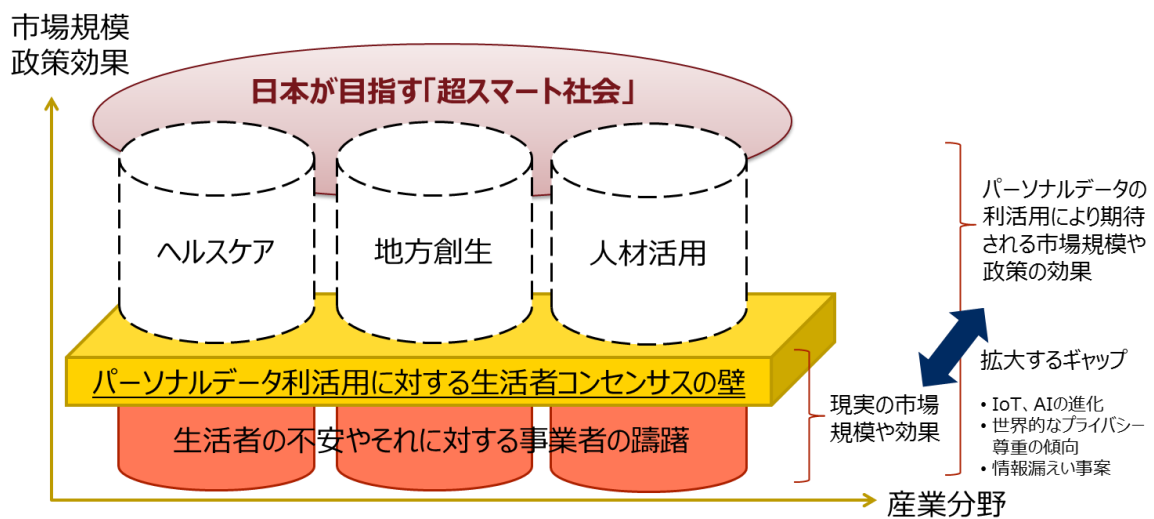 市場規模
政策効果
日本が目指す「超スマート社会」
ヘルスケア
地方創生
人材活用
パーソナルデータ利活用に対する生活者コンセンサスの壁
生活者の不安やそれに対する事業者の躊躇
現実の市場
規模や効果
パーソナルデータの
利活用により期待
される市場規模や
政策の効果
拡大するギャップ
• IoT、AIの進化
• 世界的なプライバシー
尊重の傾向
• 情報漏えい事案
産業分野